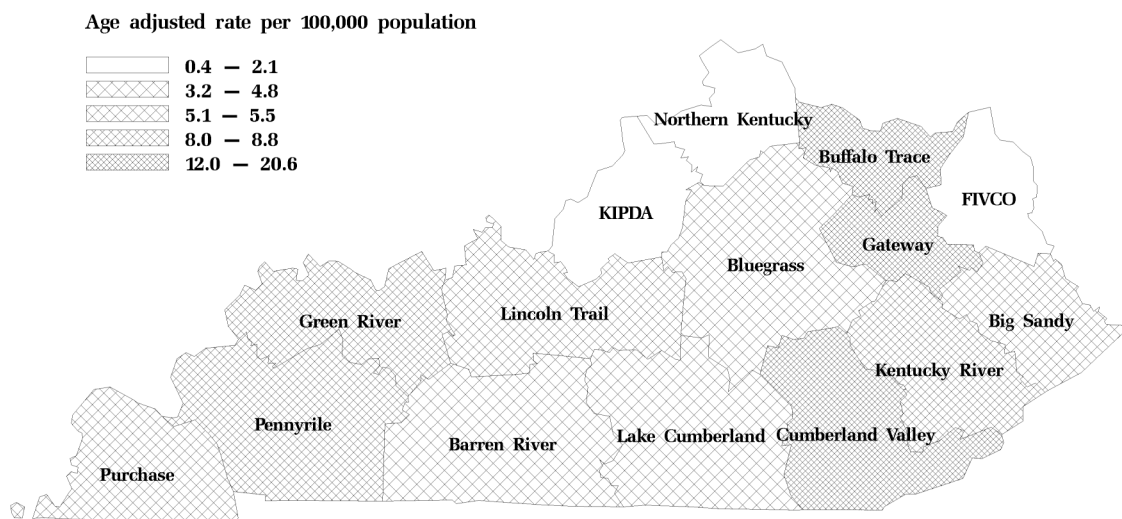 Age adjusted rate per 100,000 population
0.4 – 2.1
3.2 – 4.8
5.1 – 5.5
8.0 – 8.8
12.0 – 20.6
Northern Kentucky
Buffalo Trace
KIPDA
FIVCO
Gateway
Bluegrass
Lincoln Trail
Green River
Big Sandy
Kentucky River
Pennyrile
Barren River
Lake Cumberland
Cumberland Valley
Purchase